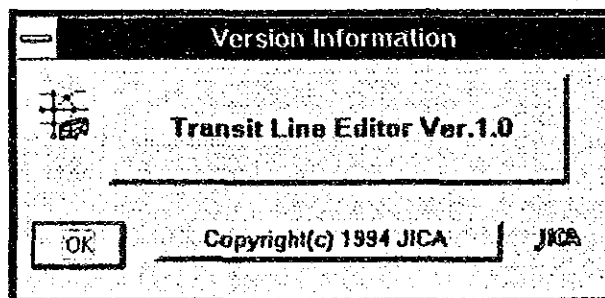 Version Information
Transit Line Editor Ver.1.0
OK
Copyright(c) 1994 JICA
JICA